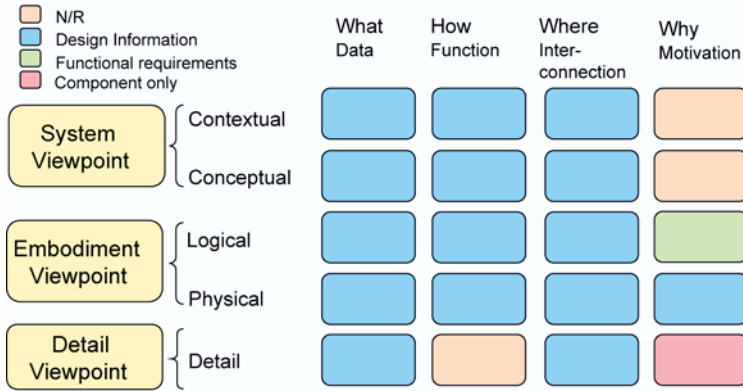 N/R
Design Information
Functional requirements
Component only
What
Data
How
Function
Where
Inter-
connection
Why
Motivation
System
Viewpoint
Contextual
Conceptual
Embodiment
Viewpoint
Logical
Physical
Detail
Viewpoint
Detail